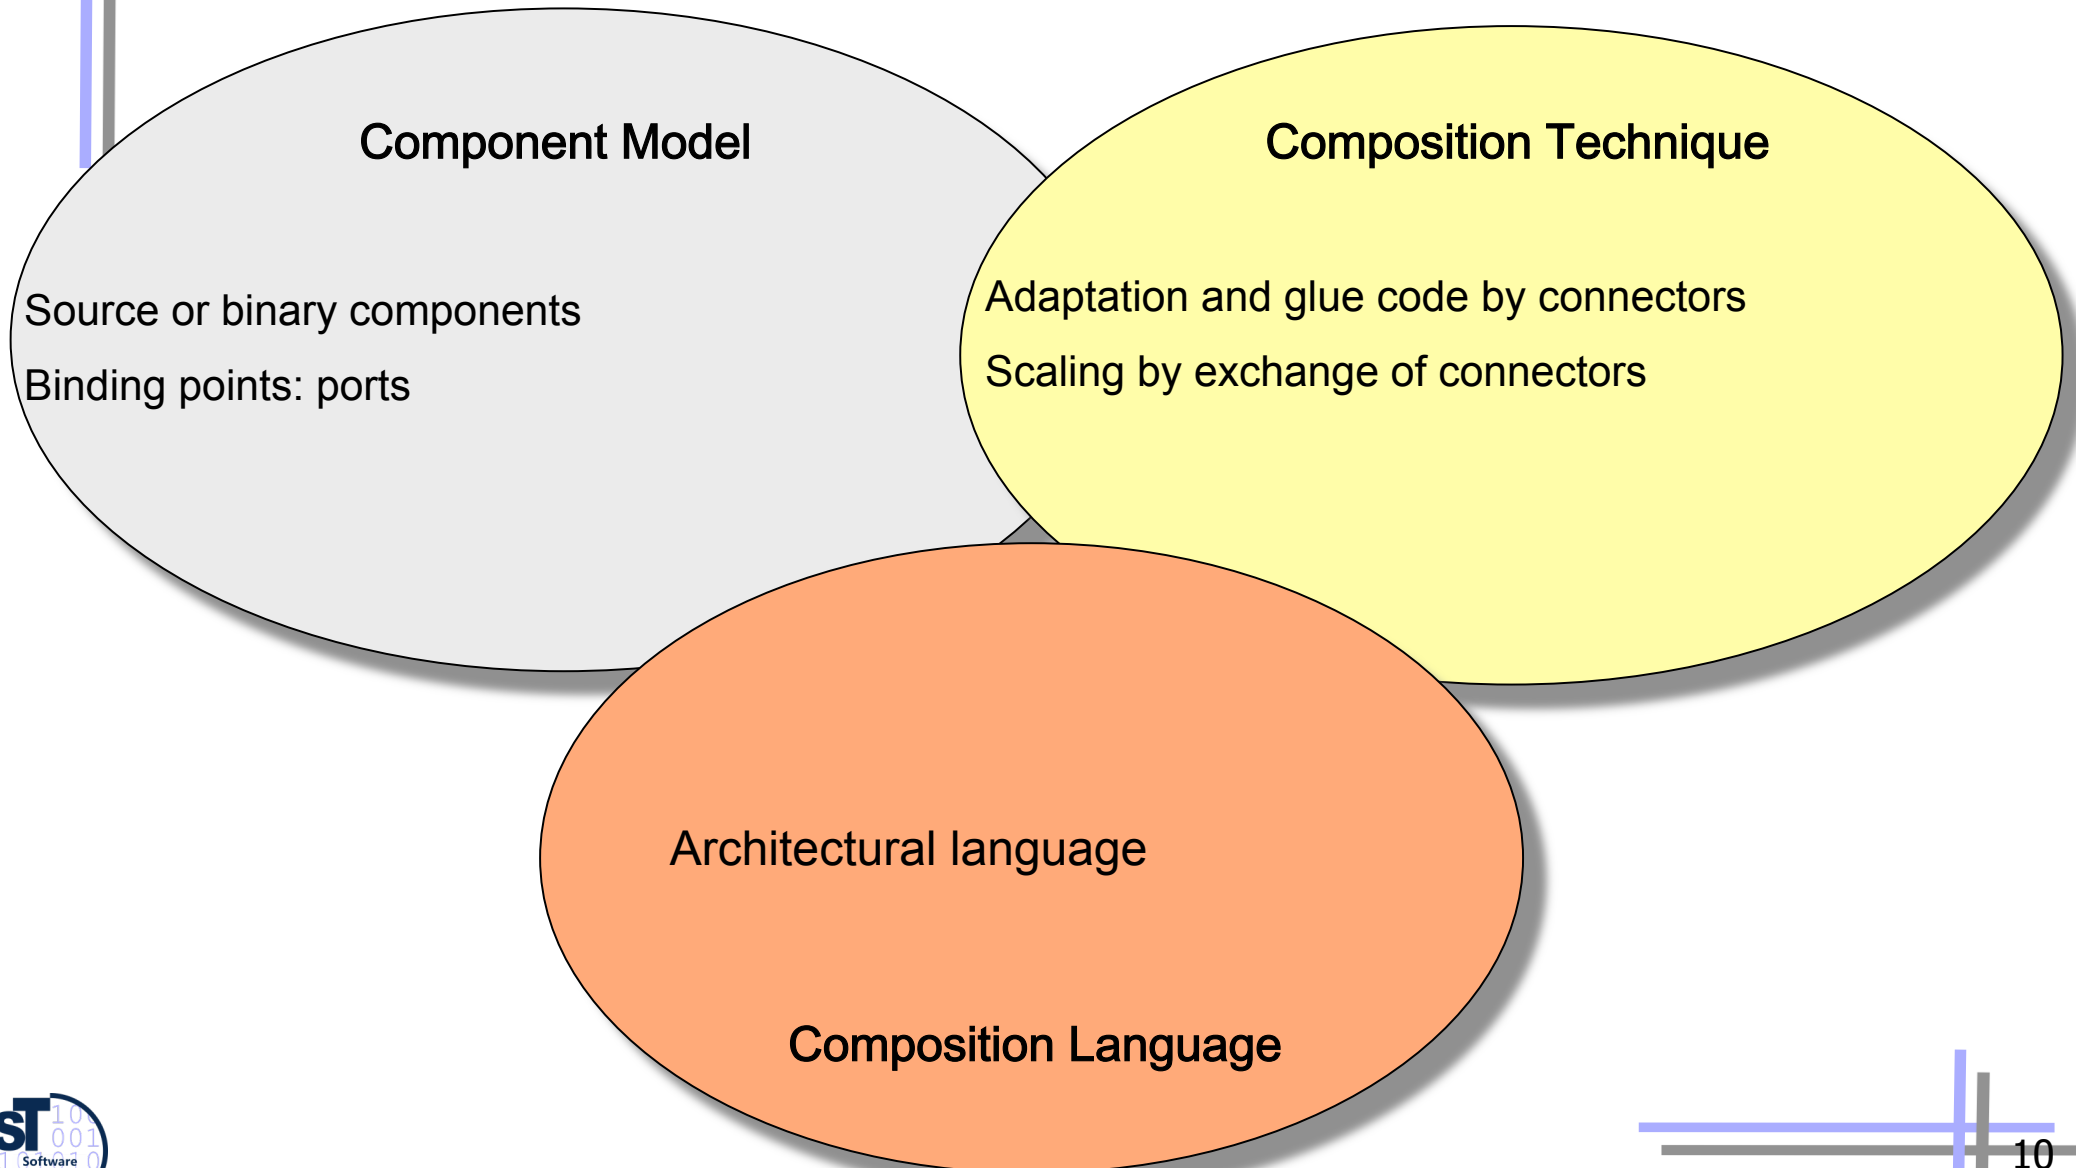 Component Model
Source or binary components
Binding points: ports
Composition Technique
Adaptation and glue code by connectors
Scaling by exchange of connectors
Architectural language
Composition Language
ST
Software
10